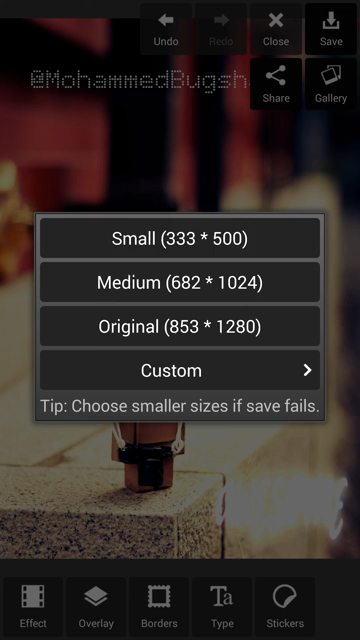 Undo
Redo
Close
Save
@MohammedBugsh
Share
Gallery
Small (333 * 500)
Medium (682 * 1024)
Original (853 * 1280)
Custom
Tip: Choose smaller sizes if save fails.
Effect
Overlay
Borders
Ta
Type
Stickers